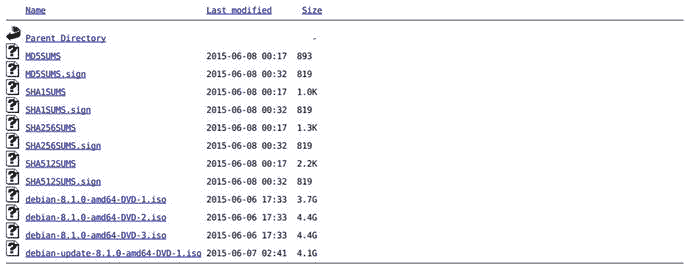 Name Last modified Size
Parent Directory -
MD5SUMS 2015-06-08 00:17 893
MD5SUMS.sign 2015-06-08 00:32 819
SHA1SUMS 2015-06-08 00:17 1.0K
SHA1SUMS.sign 2015-06-08 00:32 819
SHA256SUMS 2015-06-08 00:17 1.3K
SHA256SUMS.sign 2015-06-08 00:32 819
SHA512SUMS 2015-06-08 00:17 2.2K
SHA512SUMS.sign 2015-06-08 00:32 819
debian-8.1.0-amd64-DVD-1.iso 2015-06-06 17:33 3.7G
debian-8.1.0-amd64-DVD-2.iso 2015-06-06 17:33 4.4G
debian-8.1.0-amd64-DVD-3.iso 2015-06-06 17:33 4.4G
debian-update-8.1.0-amd64-DVD-1.iso 2015-06-07 02:41 4.1G